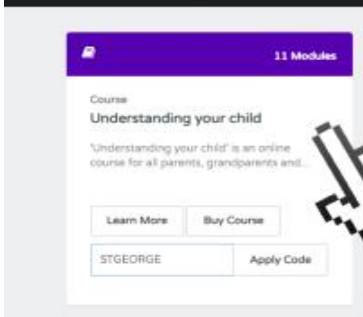 11 Modules
Course
Understanding your child
'Understanding your child' is an online
course for all parents, grandparents and...
Learn More Buy Course
STGEORGE Apply Code